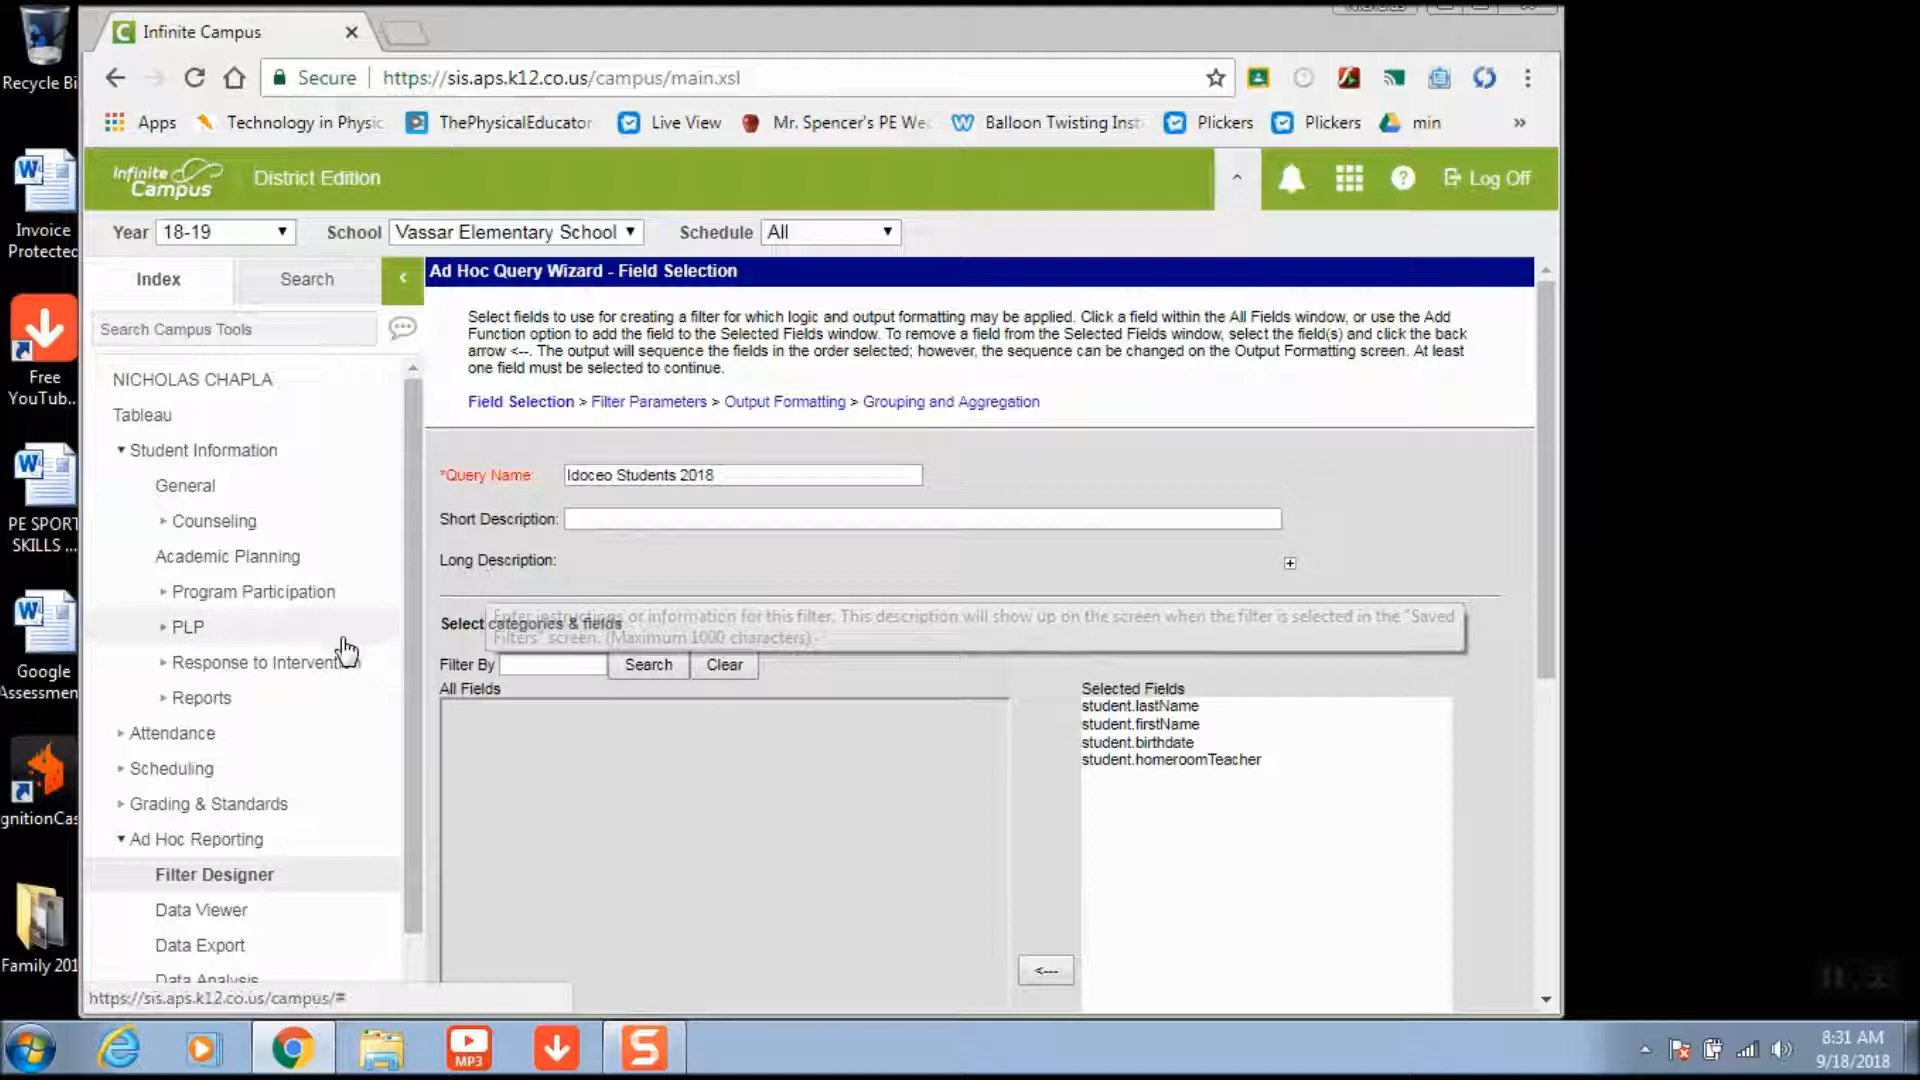 Infinite Campus
Recycle Bi
Secure
https://sis.aps.k12.co.us/campus/main.xsl
Apps
Technology in Physic
ThePhysicalEducator
Live View
Mr. Spencer's PE We
Balloon Twisting Inst
Plickers
Plickers
min
»
Infinite Campus
District Edition
Log Off
Invoice
Protected
Year
18-19
School
Vassar Elementary School
Schedule
All
Index
Search
Search Campus Tools
Ad Hoc Query Wizard - Field Selection
Select fields to use for creating a filter for which logic and output formatting may be applied. Click a field within the All Fields window, or use the Add
Function option to add the field to the Selected Fields window. To remove a field from the Selected Fields window, select the field(s) and click the back
arrow <--. The output will sequence the fields in the order selected; however, the sequence can be changed on the Output Formatting screen. At least
one field must be selected to continue.
Field Selection > Filter Parameters > Output Formatting > Grouping and Aggregation
Free
YouTub...
NICHOLAS CHAPLA
Tableau
Student Information
General
Counseling
Academic Planning
Program Participation
PLP
Response to Interventi
Reports
Attendance
Scheduling
Grading & Standards
Ad Hoc Reporting
Filter Designer
Data Viewer
Data Export
Data Analysis
https://sis.aps.k12.co.us/campus/#
*Query Name:
Idoceo Students 2018
Short Description:
Long Description:
Select categories & fields
Enter instructions or information for this filter. This description will show up on the screen when the filter is selected in the "Saved
Filters" screen. (Maximum 1000 characters)
Filter By
Search
Clear
All Fields
Selected Fields
student.lastName
student.firstName
student.birthdate
student.homeroomTeacher
<---
PE SPORT
SKILLS ...
Google
Assessmen
gnitionCas
Family 201
MP3
8:31 AM
9/18/2018